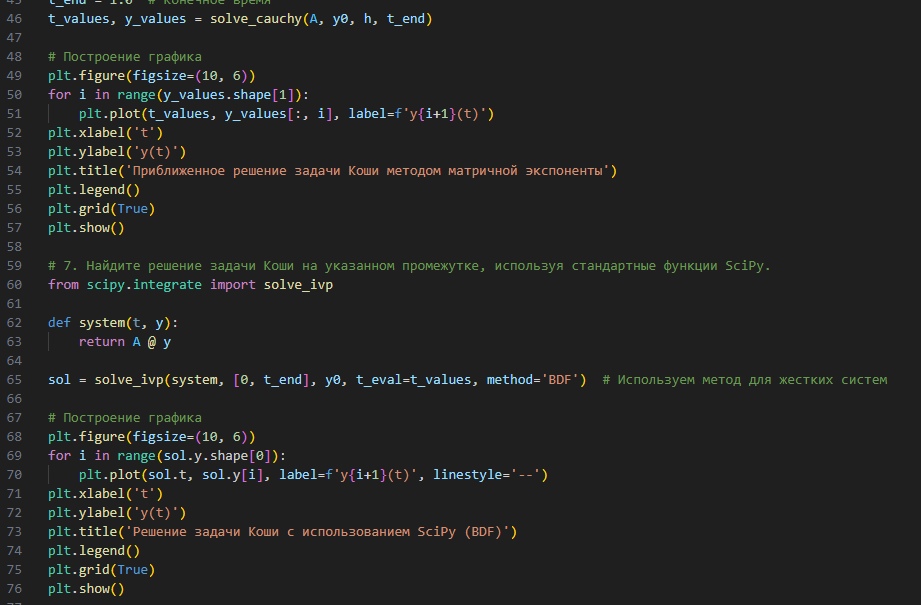 45 t_end = 1.0  # Конечное время
46 t_values, y_values = solve_cauchy(A, y0, h, t_end)
47
48 # Построение графика
49 plt.figure(figsize=(10, 6))
50 for i in range(y_values.shape[1]):
51     plt.plot(t_values, y_values[:, i], label=f'y{i+1}(t)')
52 plt.xlabel('t')
53 plt.ylabel('y(t)')
54 plt.title('Приближенное решение задачи Коши методом матричной экспоненты')
55 plt.legend()
56 plt.grid(True)
57 plt.show()
58
59 # 7. Найдите решение задачи Коши на указанном промежутке, используя стандартные функции SciPy.
60 from scipy.integrate import solve_ivp
61
62 def system(t, y):
63     return A @ y
64
65 sol = solve_ivp(system, [0, t_end], y0, t_eval=t_values, method='BDF')  # Используем метод для жестких систем
66
67 # Построение графика
68 plt.figure(figsize=(10, 6))
69 for i in range(sol.y.shape[0]):
70     plt.plot(sol.t, sol.y[i], label=f'y{i+1}(t)', linestyle='--')
71 plt.xlabel('t')
72 plt.ylabel('y(t)')
73 plt.title('Решение задачи Коши с использованием SciPy (BDF)')
74 plt.legend()
75 plt.grid(True)
76 plt.show()